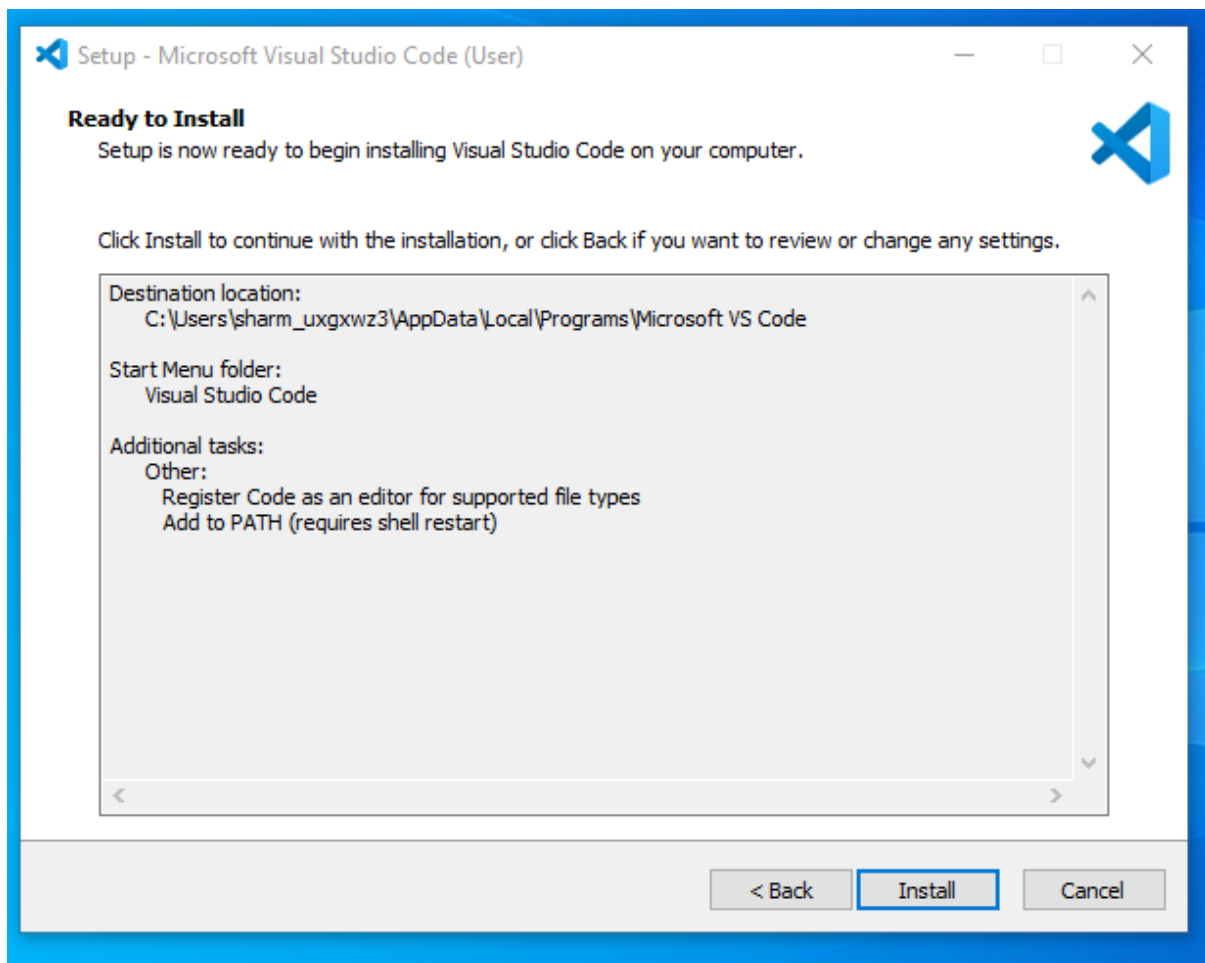 Setup - Microsoft Visual Studio Code (User)
Ready to Install
Setup is now ready to begin installing Visual Studio Code on your computer.
Click Install to continue with the installation, or click Back if you want to review or change any settings.
Destination location:
C:\Users\sharm_uxgxwz3\AppData\Local\Programs\Microsoft VS Code
Start Menu folder:
Visual Studio Code
Additional tasks:
Other:
Register Code as an editor for supported file types
Add to PATH (requires shell restart)
< Back Install Cancel